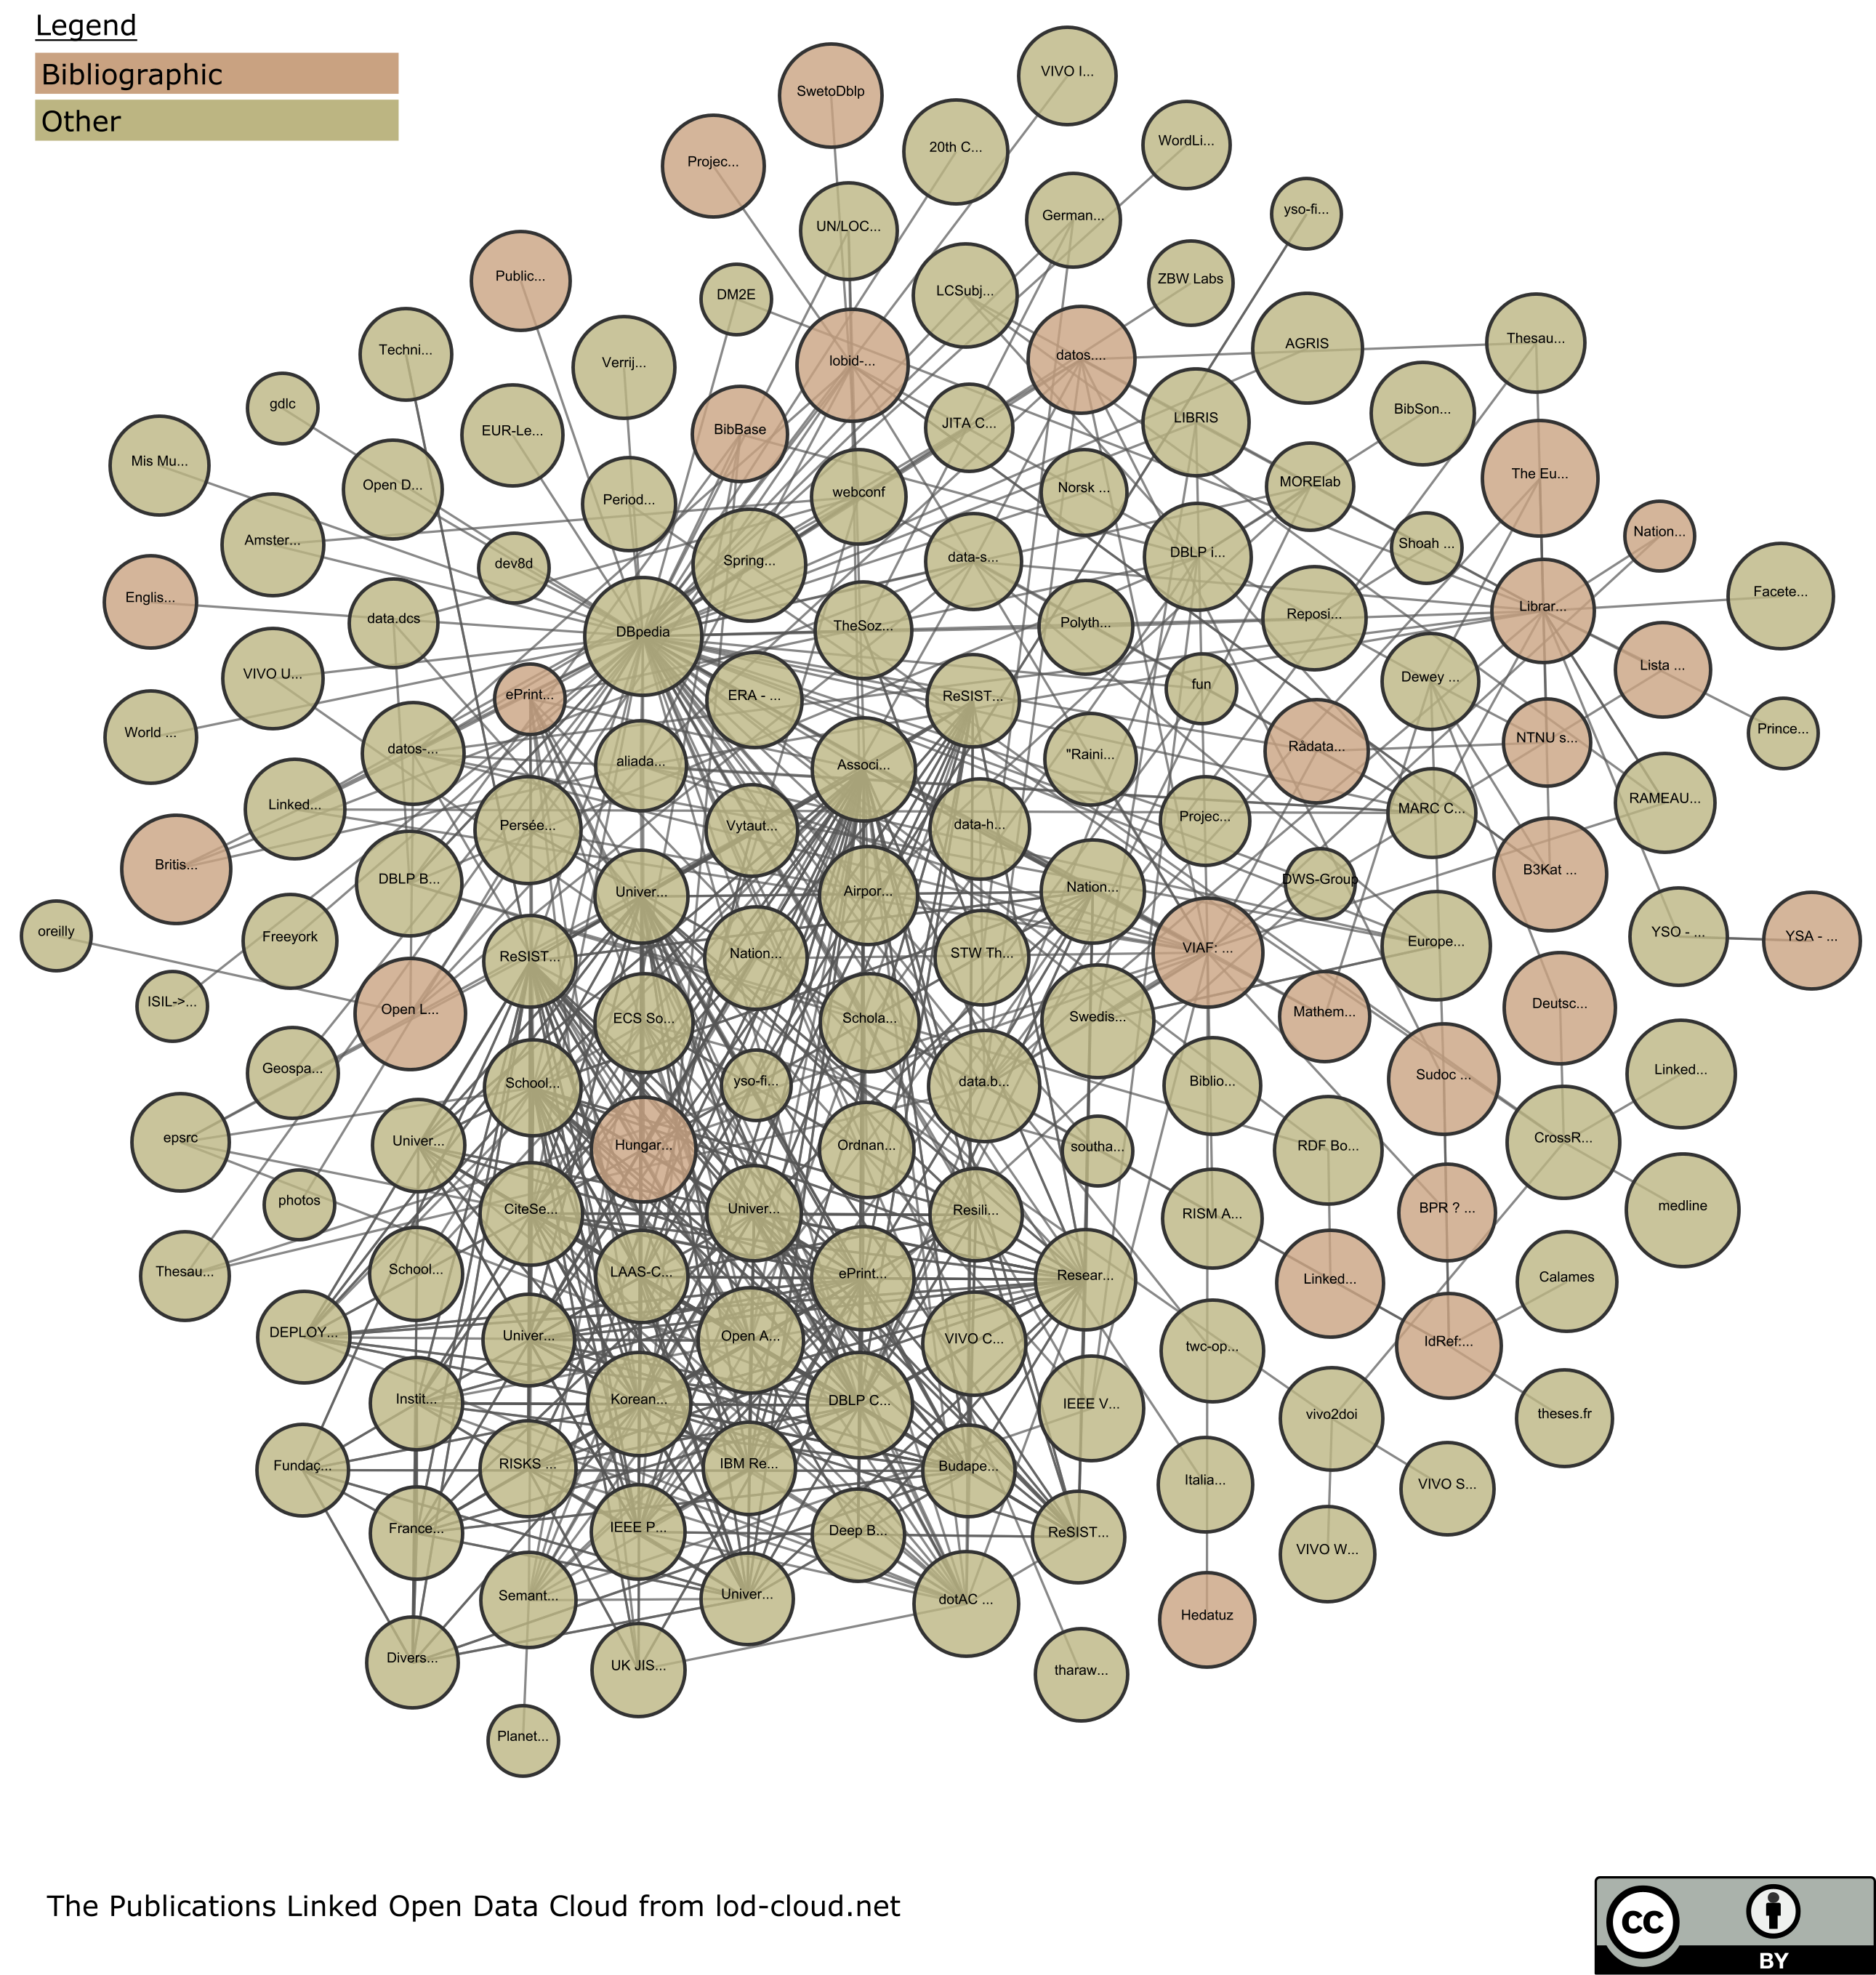 Legend
Bibliographic
Other
VIVO I...
SwetoDblp
WordLi...
20th C...
Projec...
yso-fi...
German...
UN/LOC...
Public...
ZBW Labs
LCSubj...
DM2E
AGRIS
Thesau...
Techni...
datos....
lobid-...
Verrij...
gdlc
BibSon...
LIBRIS
JITA C...
BibBase
EUR-Le...
Mis Mu...
The Eu...
MORElab
Open D...
Norsk ...
webconf
Period...
Nation...
Amster...
Shoah ...
DBLP i...
data-s...
Spring...
dev8d
Facete...
Englis...
Librar...
Reposi...
data.dcs
Polyth...
TheSoz...
DBpedia
Lista ...
VIVO U...
Dewey ...
fun
ReSIST...
ERA - ...
ePrint...
World ...
Prince...
NTNU s...
Rådata...
datos-...
"Raini...
Associ...
aliada...
RAMEAU...
Linked...
MARC C...
Projec...
data-h...
Vytaut...
Persée...
Britis...
B3Kat ...
DBLP B...
DWS-Group
Nation...
Airpor...
Univer...
oreilly
Freeyork
YSO - ...
YSA - ...
Europe...
VIAF: ...
STW Th...
Nation...
ReSIST...
ISIL->...
Open L...
Deutsc...
Mathem...
Swedis...
Schola...
ECS So...
Geospa...
Linked...
Sudoc ...
Biblio...
data.b...
yso-fi...
School...
epsrc
Univer...
CrossR...
RDF Bo...
southa...
Ordnan...
Hungar...
photos
medline
BPR ? ...
RISM A...
Resili...
Univer...
CiteSe...
Thesau...
School...
Calames
Linked...
Resear...
ePrint...
LAAS-C...
DEPLOY...
IdRef:...
twc-op...
VIVO C...
Open A...
Univer...
Instit...
theses.fr
vivo2doi
IEEE V...
DBLP C...
Korean...
Fundaç...
VIVO S...
Italia...
Budape...
IBM Re...
RISKS ...
France...
VIVO W...
ReSIST...
Deep B...
IEEE P...
Semant...
Univer...
dotAC ...
Hedatuz
Divers...
UK JIS...
tharaw...
Planet...
The Publications Linked Open Data Cloud from lod-cloud.net
cc
BY